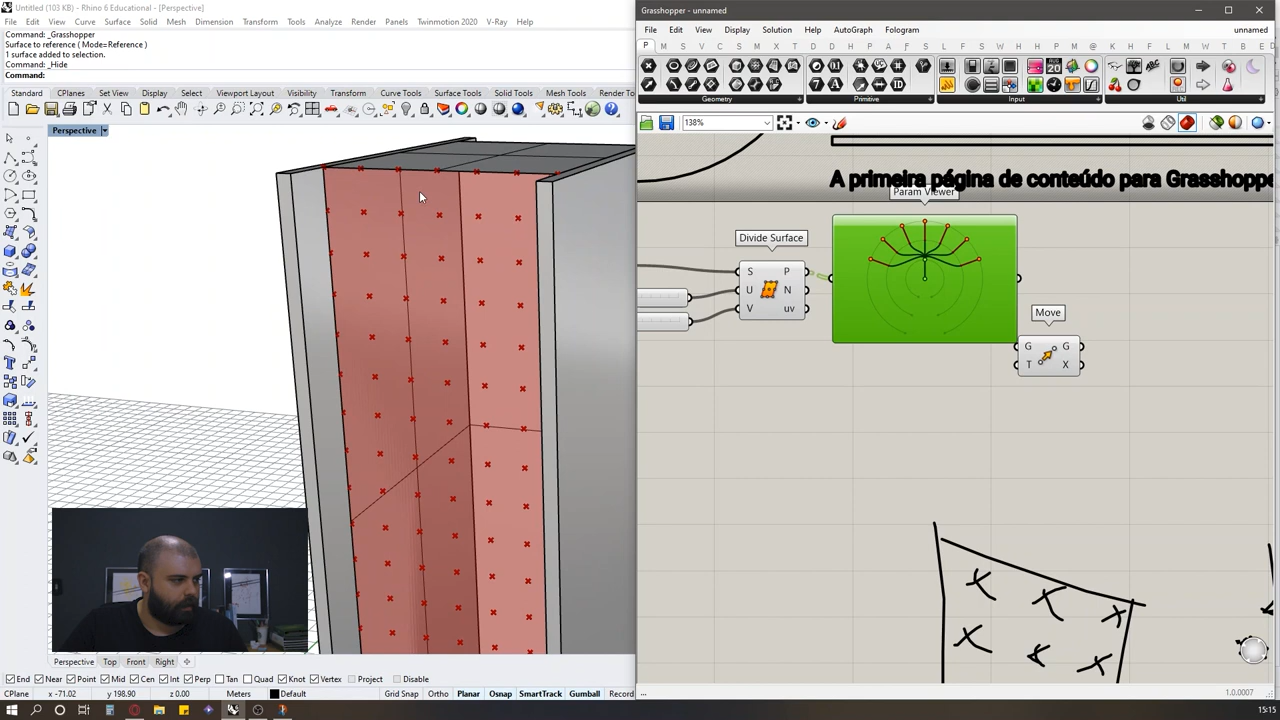 Untitled (103 KB) - Rhino 6 Educational - [Perspective]
File Edit View Curve Surface Solid Mesh Dimension Transform Tools Analyze Render Panels Twinmotion 2020 V-Ray Help
Command: _Grasshopper
Surface to reference ( Mode=Reference )
1 surface added to selection.
Command: _Hide
Command:
Standard CPlanes Set View Display Select Viewport Layout Visibility Transform Curve Tools Surface Tools Solid Tools Mesh Tools Render To
Perspective
Perspective Top Front Right
End Near Point Mid Cen Int Perp Tan Quad Knot Vertex Project Disable
CPlane x -71.02 y 198.90 z 0.00 Meters Default Grid Snap Ortho Planar Osnap SmartTrack Gumball Record
Grasshopper - unnamed
File Edit View Display Solution Help AutoGraph Fologram unnamed
P M S V C S M I T D D W L F S V B K L H H P T M @ K
Geometry Primitive Input Util
138%
A primeira página de conteúdo para Grasshoppe
Param Viewer
Divide Surface
S P
U N
V uv
Move
G G
T X
...
1.0.0007
15:15